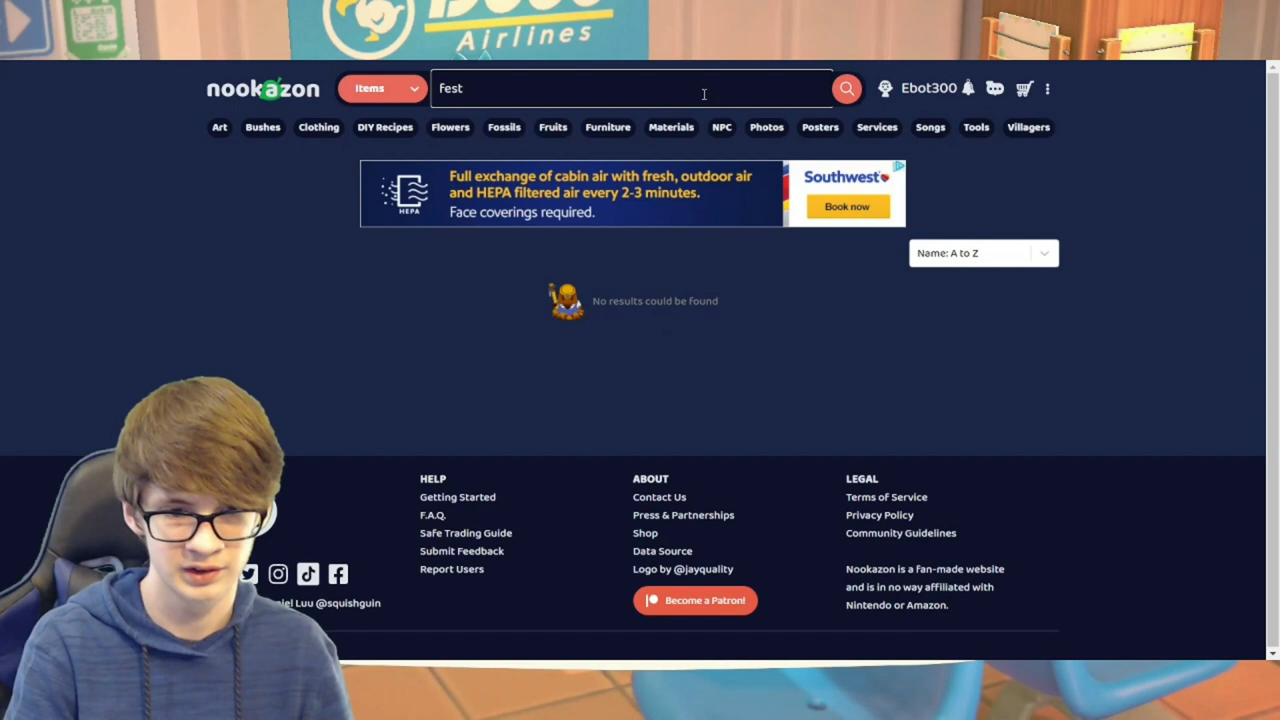 Airlines
nookazon
Items
Fest
Ebot300
Art
Bushes
Clothing
DIY Recipes
Flowers
Fossils
Fruits
Furniture
Materials
NPC
Photos
Posters
Services
Songs
Tools
Villagers
HEPA
Full exchange of cabin air with fresh, outdoor air
and HEPA filtered air every 2-3 minutes.
Face coverings required.
Southwest
Book now
Name: A to Z
No results could be found
HELP
Getting Started
F.A.Q.
Safe Trading Guide
Submit Feedback
Report Users
ABOUT
Contact Us
Press & Partnerships
Shop
Data Source
Logo by @jayquality
Become a Patron!
LEGAL
Terms of Service
Privacy Policy
Community Guidelines
Nookazon is a fan-made website
and is in no way affiliated with
Nintendo or Amazon.
Luu @squishguin